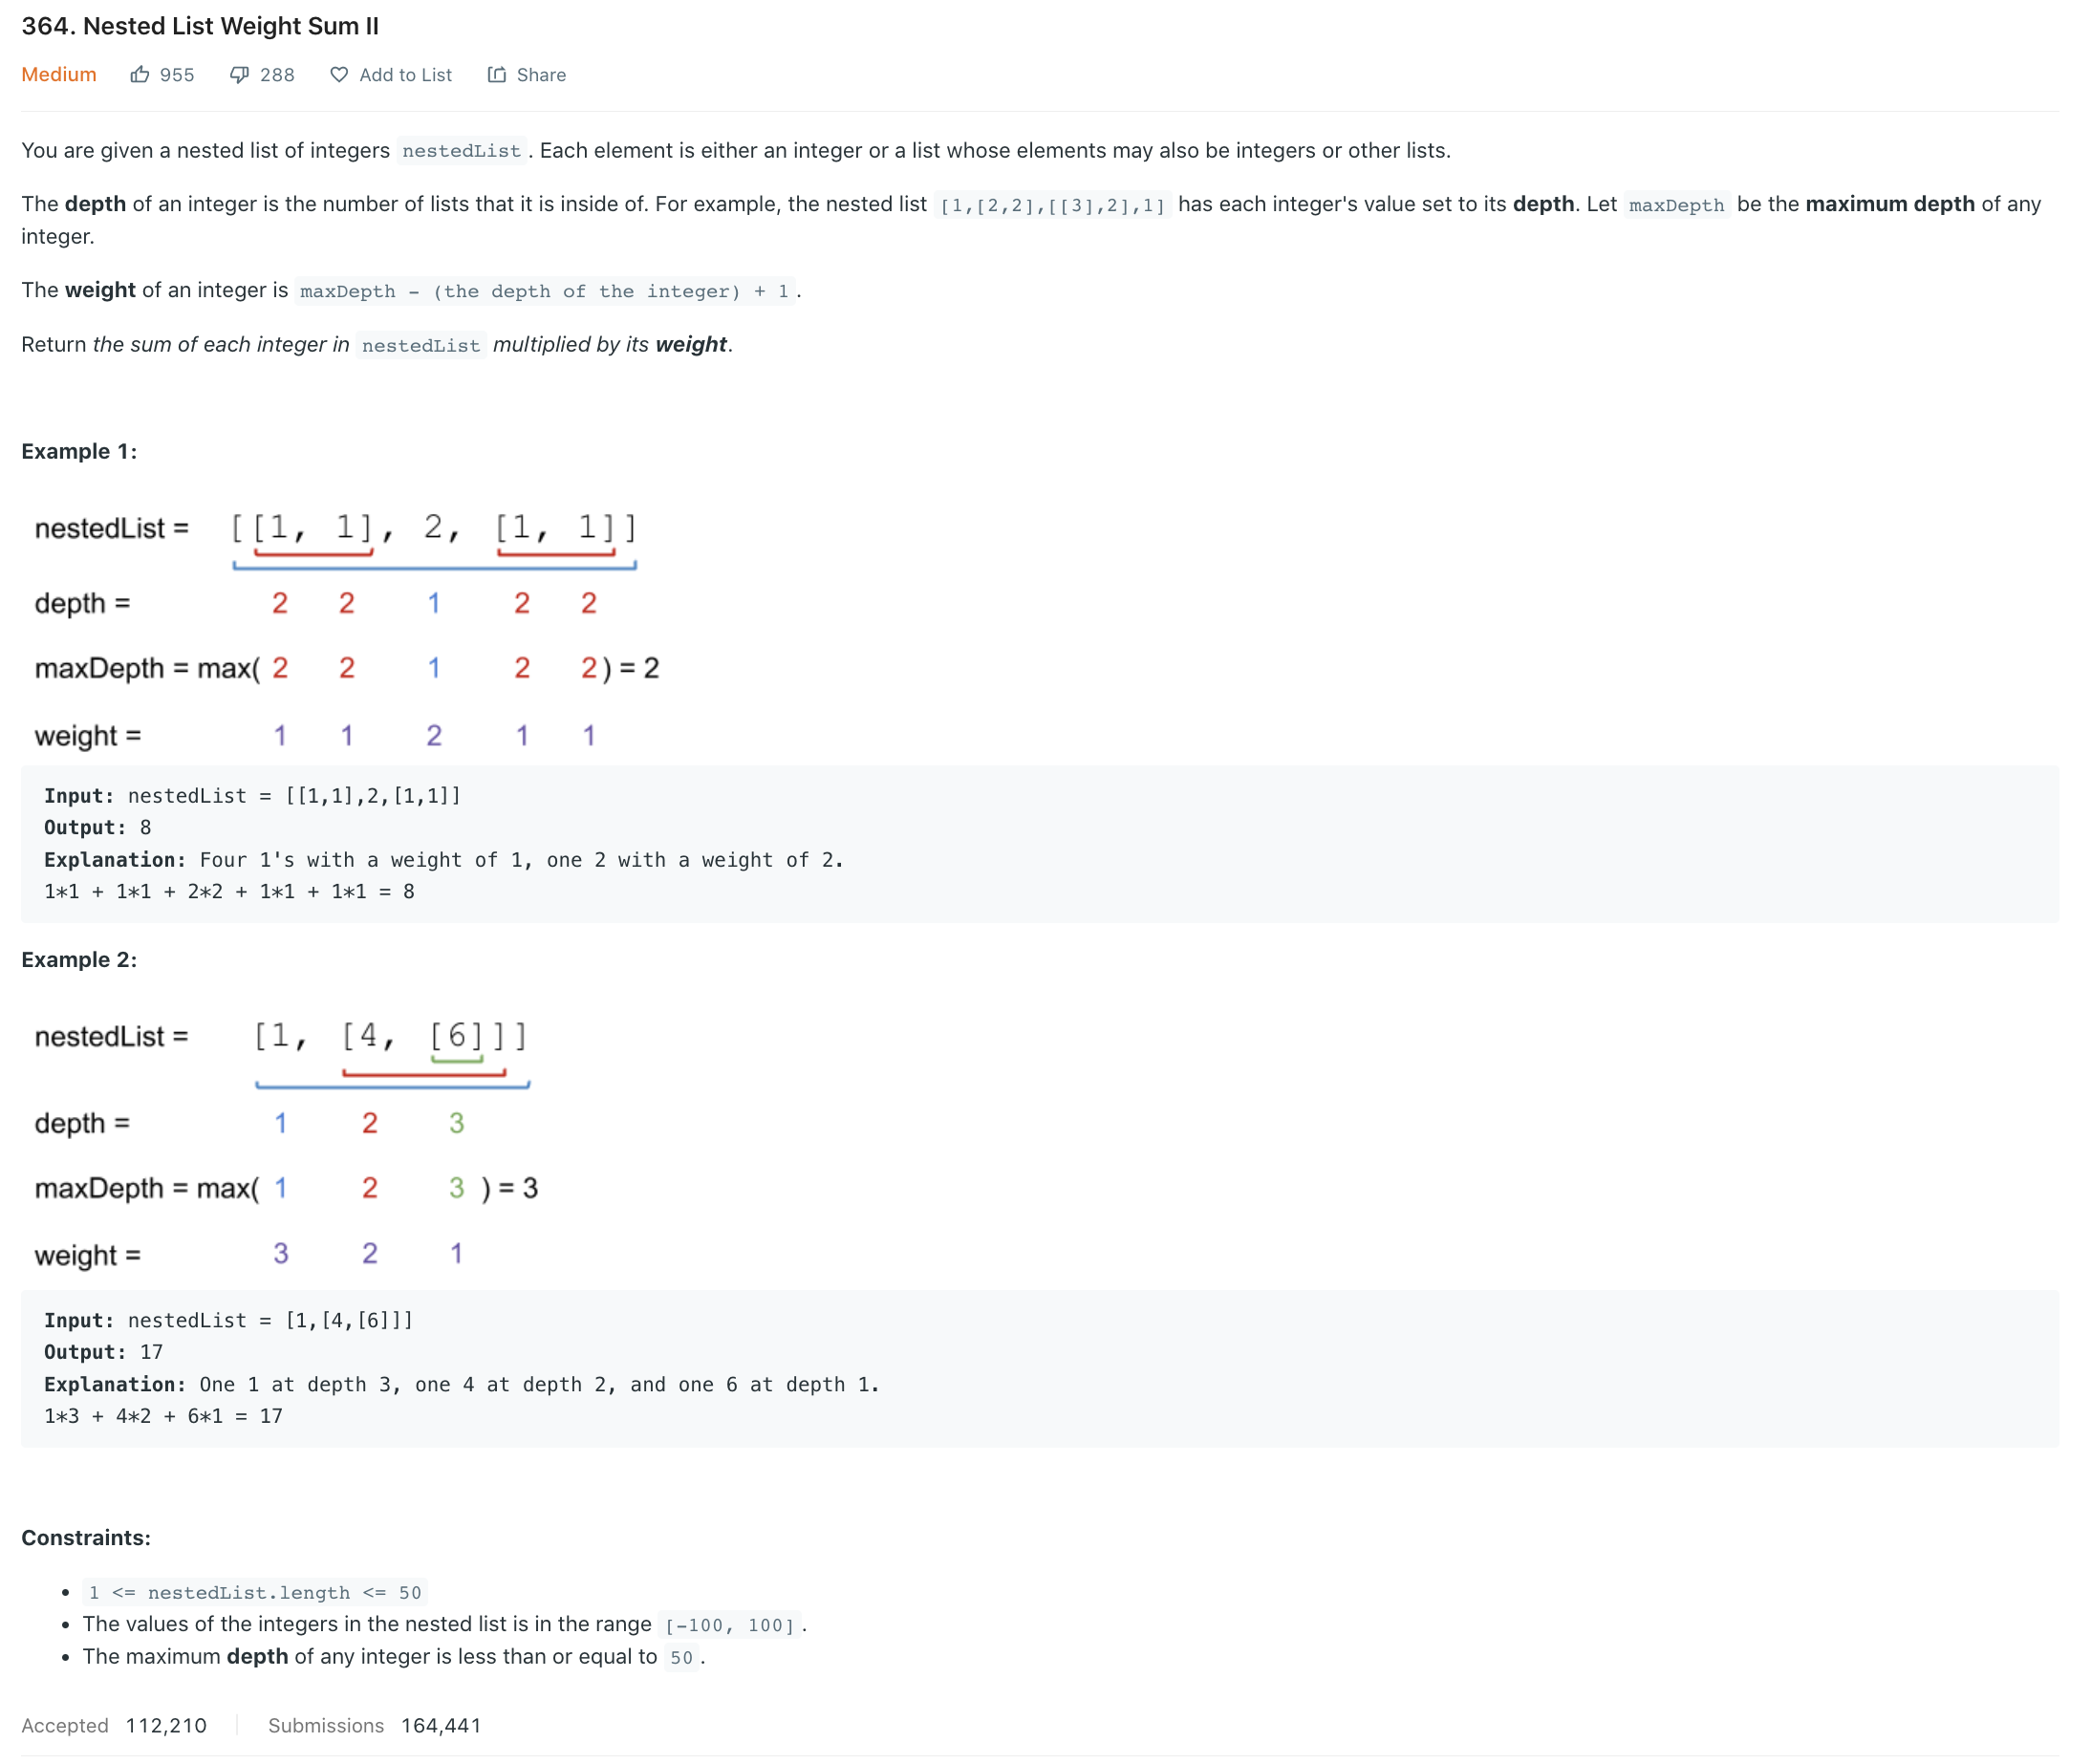 364. Nested List Weight Sum II
Medium 955 288 Add to List Share
You are given a nested list of integers nestedList . Each element is either an integer or a list whose elements may also be integers or other lists.
The depth of an integer is the number of lists that it is inside of. For example, the nested list [1,[2,2],[[3],2],1] has each integer's value set to its depth. Let maxDepth be the maximum depth of any
integer.
The weight of an integer is maxDepth - (the depth of the integer) + 1 .
Return the sum of each integer in nestedList multiplied by its weight.
Example 1:
nestedList = [[1, 1], 2, [1, 1]]
depth = 2 2 1 2 2
maxDepth = max( 2 2 1 2 2 ) = 2
weight = 1 1 2 1 1
Input: nestedList = [[1,1],2,[1,1]]
Output: 8
Explanation: Four 1's with a weight of 1, one 2 with a weight of 2.
1*1 + 1*1 + 2*2 + 1*1 + 1*1 = 8
Example 2:
nestedList = [1, [4, [6]]]
depth = 1 2 3
maxDepth = max( 1 2 3 ) = 3
weight = 3 2 1
Input: nestedList = [1,[4,[6]]]
Output: 17
Explanation: One 1 at depth 3, one 4 at depth 2, and one 6 at depth 1.
1*3 + 4*2 + 6*1 = 17
Constraints:
• 1 <= nestedList.length <= 50
• The values of the integers in the nested list is in the range [-100, 100] .
• The maximum depth of any integer is less than or equal to 50 .
Accepted 112,210 Submissions 164,441